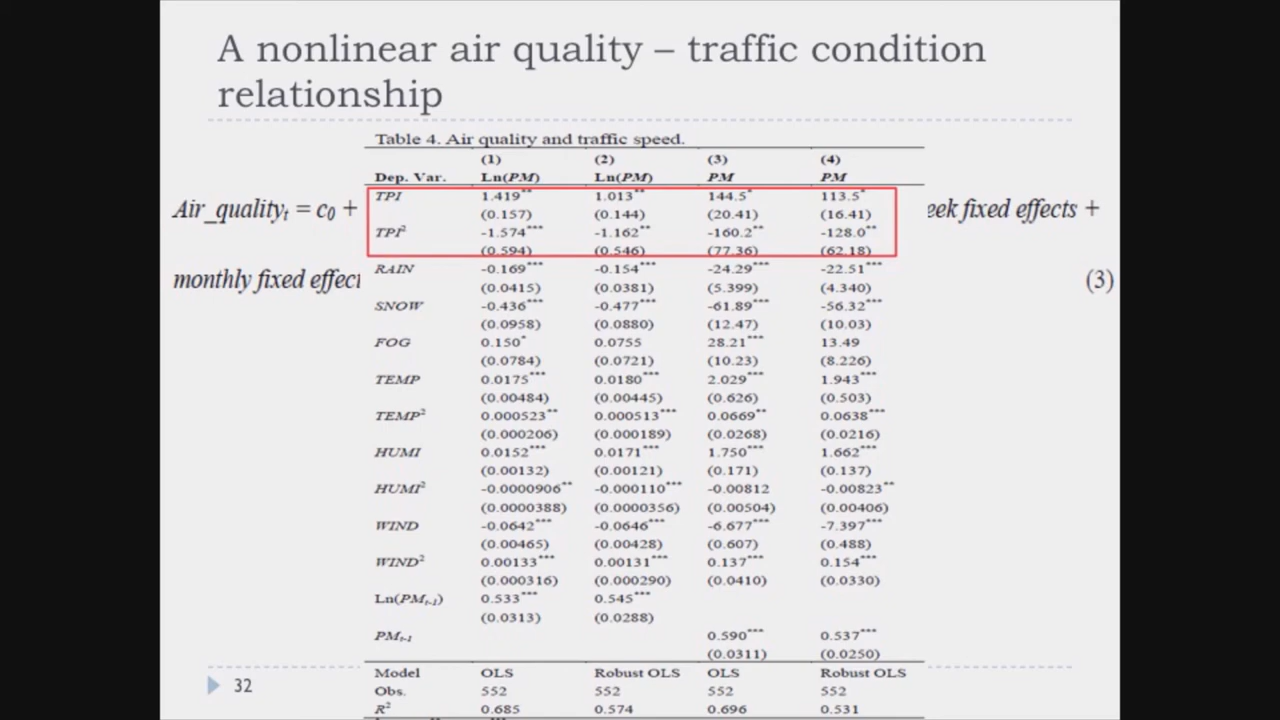 A nonlinear air quality – traffic condition
relationship
Table 4. Air quality and traffic speed.
(1) (2) (3) (4)
Dep. Var. Ln(PM) Ln(PM) PM PM
Air_qualityₜ = c₀ + eek fixed effects +
TPI 1.419** 1.013** 144.5* 113.5*
(0.157) (0.144) (20.41) (16.41)
TPI² -1.574*** -1.162** -160.2** -128.0**
(0.594) (0.546) (77.36) (62.18)
monthly fixed effect (3)
RAIN -0.169*** -0.154*** -24.29*** -22.51***
(0.0415) (0.0381) (5.399) (4.340)
SNOW -0.436*** -0.477*** -61.89*** -56.32***
(0.0958) (0.0880) (12.47) (10.03)
FOG 0.150* 0.0755 28.21*** 13.49
(0.0784) (0.0721) (10.23) (8.226)
TEMP 0.0175*** 0.0180*** 2.029*** 1.943***
(0.00484) (0.00445) (0.626) (0.503)
TEMP² 0.000523** 0.000513*** 0.0669** 0.0638***
(0.000206) (0.000189) (0.0268) (0.0216)
HUMI 0.0152*** 0.0171*** 1.750*** 1.662***
(0.00132) (0.00121) (0.171) (0.137)
HUMI² -0.0000906** -0.000110*** -0.00812 -0.00823**
(0.0000388) (0.0000356) (0.00504) (0.00406)
WIND -0.0642*** -0.0646*** -6.677*** -7.397***
(0.00465) (0.00428) (0.607) (0.488)
WIND² 0.00133*** 0.00131*** 0.137*** 0.154***
(0.000316) (0.000290) (0.0410) (0.0330)
Ln(PMₜ₋₁) 0.533*** 0.545***
(0.0313) (0.0288)
PMₜ₋₁ 0.590*** 0.537***
(0.0311) (0.0250)
Model OLS Robust OLS OLS Robust OLS
Obs. 552 552 552 552
R² 0.685 0.574 0.696 0.531
32